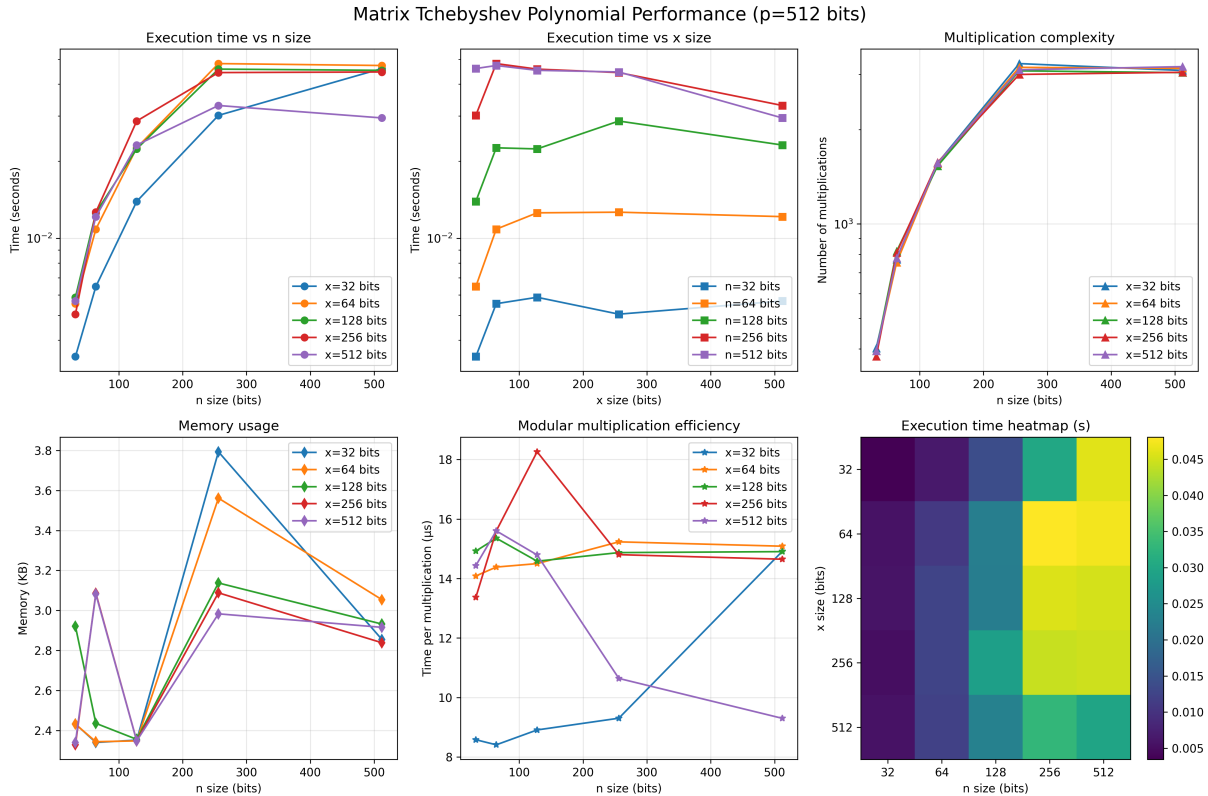 Matrix Tchebyshev Polynomial Performance (p=512 bits)
Execution time vs n size
Time (seconds)
10⁻²
100 200 300 400 500
n size (bits)
x=32 bits
x=64 bits
x=128 bits
x=256 bits
x=512 bits
Execution time vs x size
Time (seconds)
10⁻²
100 200 300 400 500
x size (bits)
n=32 bits
n=64 bits
n=128 bits
n=256 bits
n=512 bits
Multiplication complexity
Number of multiplications
10³
100 200 300 400 500
n size (bits)
x=32 bits
x=64 bits
x=128 bits
x=256 bits
x=512 bits
Memory usage
Memory (KB)
3.8
3.6
3.4
3.2
3.0
2.8
2.6
2.4
100 200 300 400 500
n size (bits)
x=32 bits
x=64 bits
x=128 bits
x=256 bits
x=512 bits
Modular multiplication efficiency
Time per multiplication (μs)
18
16
14
12
10
8
100 200 300 400 500
n size (bits)
x=32 bits
x=64 bits
x=128 bits
x=256 bits
x=512 bits
Execution time heatmap (s)
x size (bits)
32
64
128
256
512
32 64 128 256 512
n size (bits)
0.045
0.040
0.035
0.030
0.025
0.020
0.015
0.010
0.005